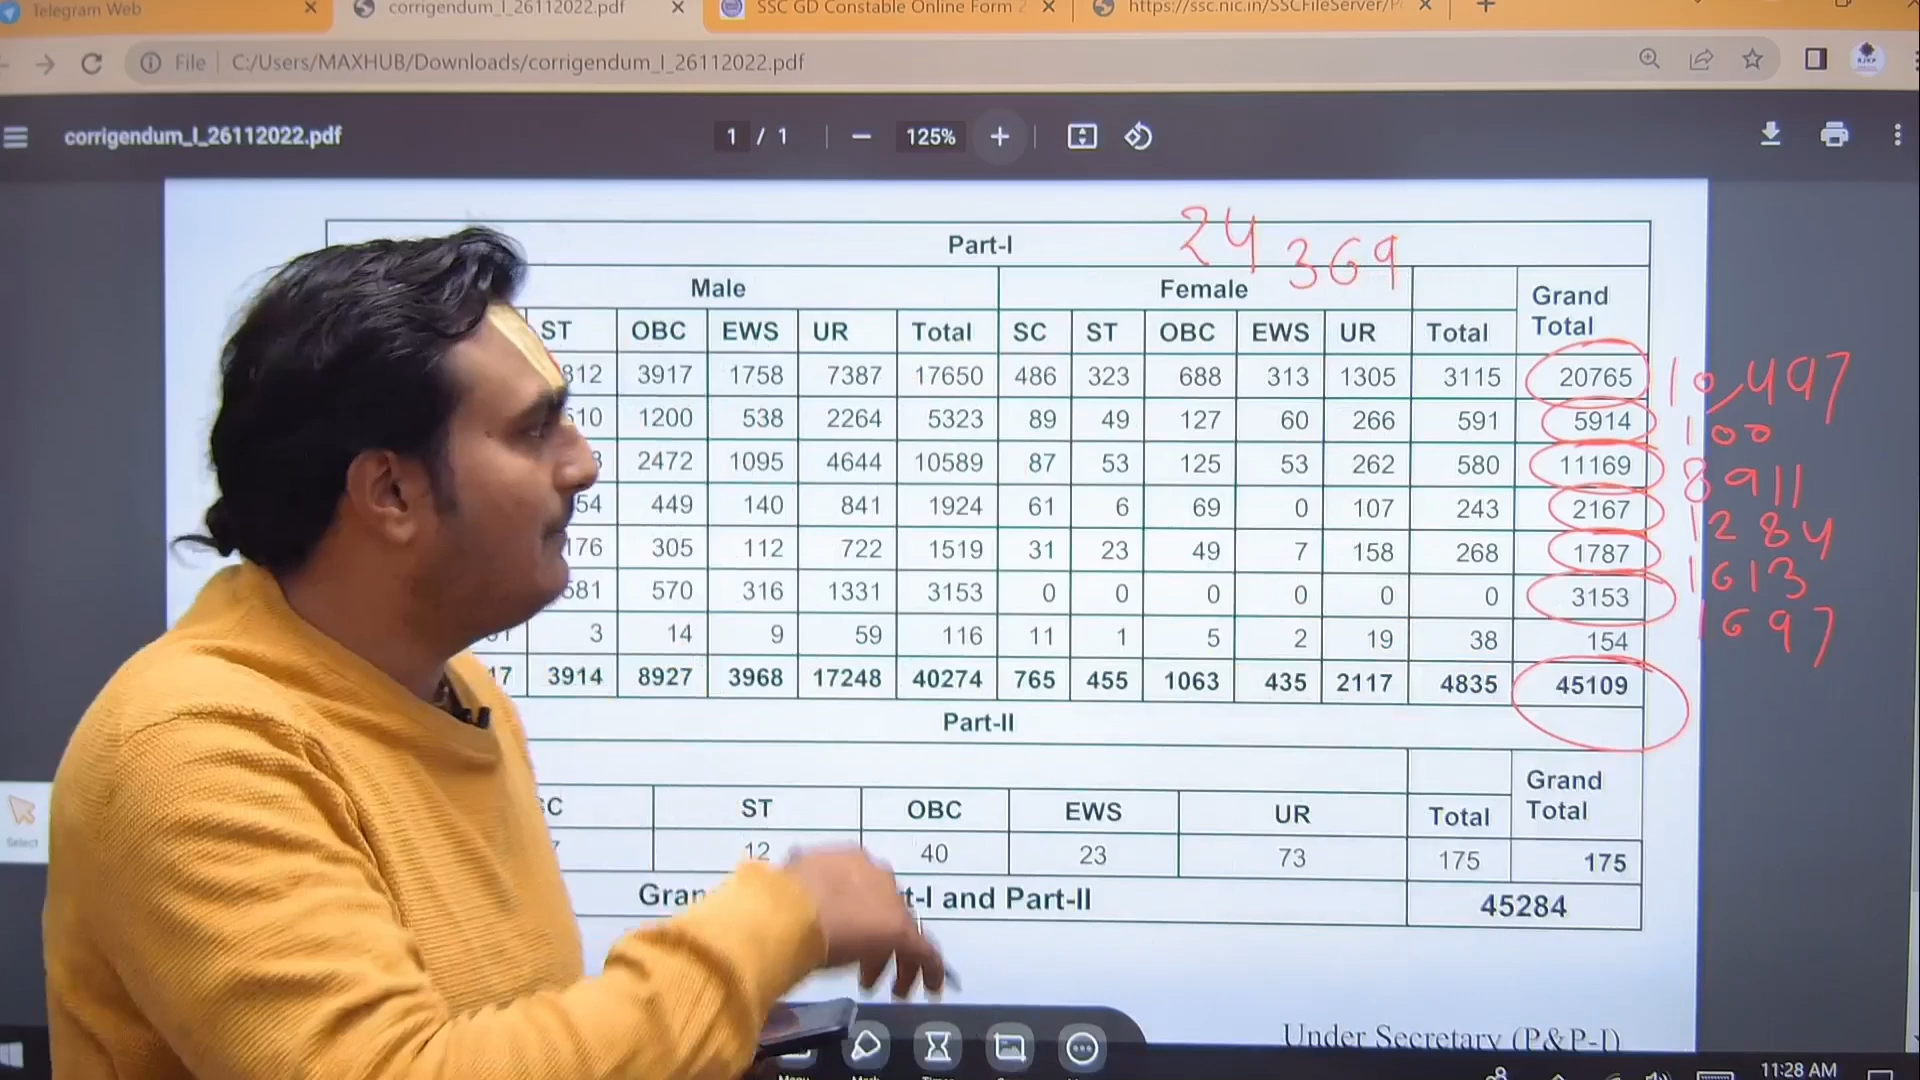 Telegram Web
corrigendum_I_26112022.pdf
SSC GD Constable Online Form 2
https://ssc.nic.in/SSCFileServer/P
File C:/Users/MAXHUB/Downloads/corrigendum_I_26112022.pdf
corrigendum_I_26112022.pdf 1 / 1 125%
24 369
Part-I
Male Female Grand Total
ST OBC EWS UR Total SC ST OBC EWS UR Total
812 3917 1758 7387 17650 486 323 688 313 1305 3115 20765 10,497
610 1200 538 2264 5323 89 49 127 60 266 591 5914 100
3 2472 1095 4644 10589 87 53 125 53 262 580 11169 8911
54 449 140 841 1924 61 6 69 0 107 243 2167 1284
176 305 112 722 1519 31 23 49 7 158 268 1787 1613
581 570 316 1331 3153 0 0 0 0 0 0 3153 1697
3 14 9 59 116 11 1 5 2 19 38 154
17 3914 8927 3968 17248 40274 765 455 1063 435 2117 4835 45109
Part-II
SC ST OBC EWS UR Total Grand Total
12 40 23 73 175 175
Gran t-I and Part-II 45284
Select
Under Secretary (P&P-I)
11:28 AM